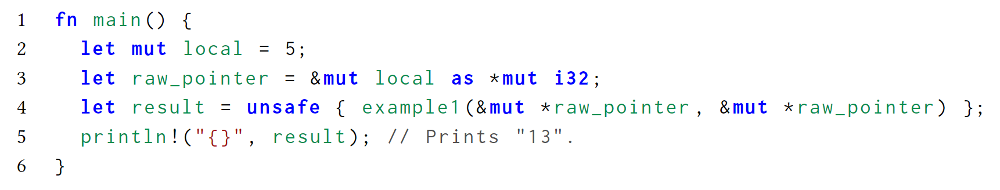 1 fn main() {
2 let mut local = 5;
3 let raw_pointer = &mut local as *mut i32;
4 let result = unsafe { example1(&mut *raw_pointer, &mut *raw_pointer) };
5 println!("{}", result); // Prints "13".
6 }